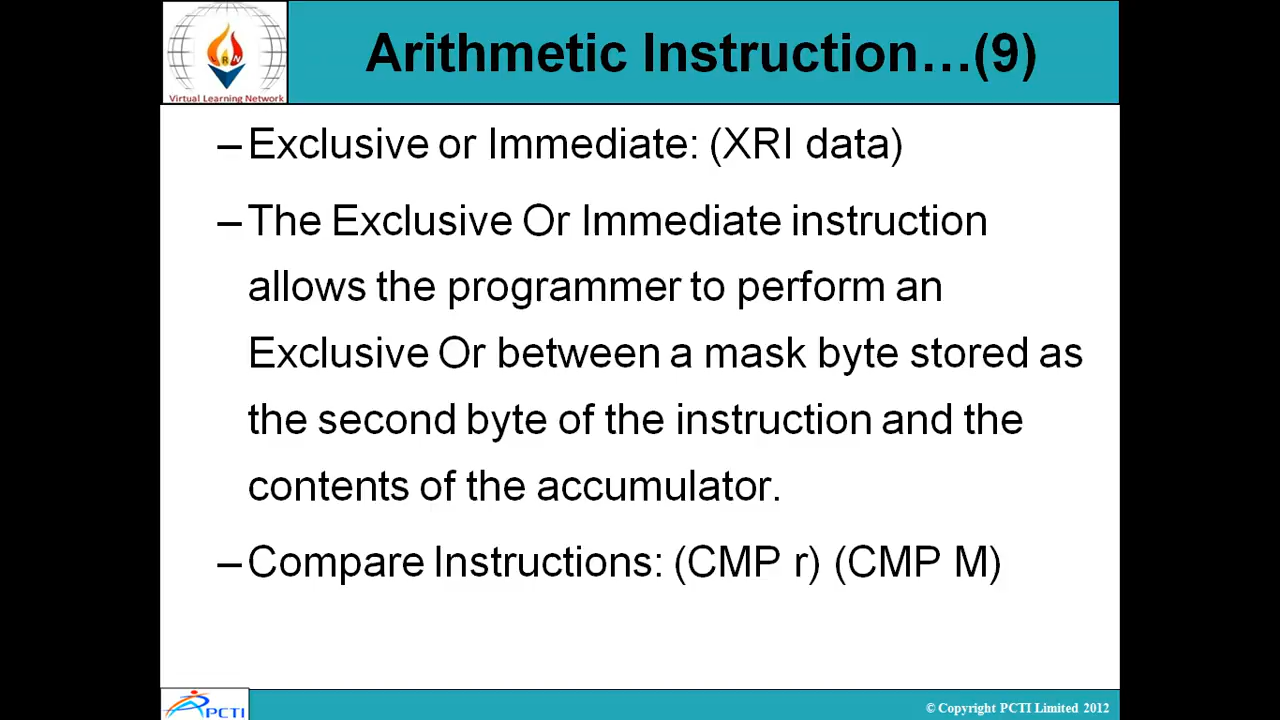 Arithmetic Instruction…(9)
Virtual Learning Network
–Exclusive or Immediate: (XRI data)
–The Exclusive Or Immediate instruction
allows the programmer to perform an
Exclusive Or between a mask byte stored as
the second byte of the instruction and the
contents of the accumulator.
–Compare Instructions: (CMP r) (CMP M)
PCTI
© Copyright PCTI Limited 2012